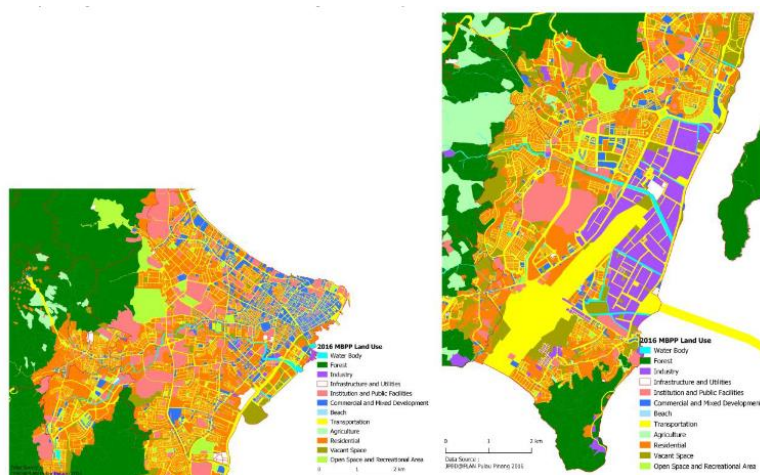 2016 MBPP Land Use
Water Body
Forest
Industry
Infrastructure and Utilities
Institution and Public Facilities
Commercial and Mixed Development
Beach
Transportation
Agriculture
Residential
Vacant Space
Open Space and Recreational Area
0 1 2 km
2016 MBPP Land Use
Water Body
Forest
Industry
Infrastructure and Utilities
Institution and Public Facilities
Commercial and Mixed Development
Beach
Transportation
Agriculture
Residential
Vacant Space
Open Space and Recreational Area
0 1 2 km
Data Source :
JPBD@PLAN Pulau Pinang 2016